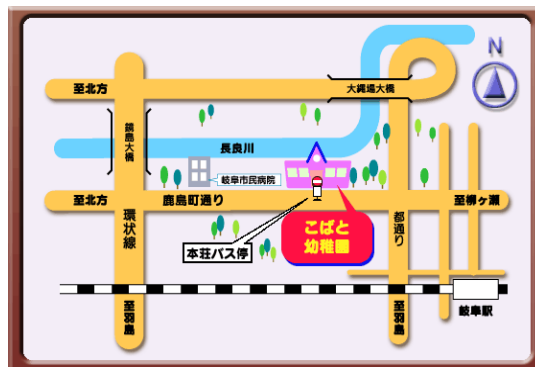 N
至北方
大縄場大橋
鏡島大橋
長良川
岐阜市民病院
至北方
鹿島町通り
至柳ヶ瀬
環状線
本荘バス停
こばと
幼稚園
都通り
岐阜駅
至羽島
至羽島